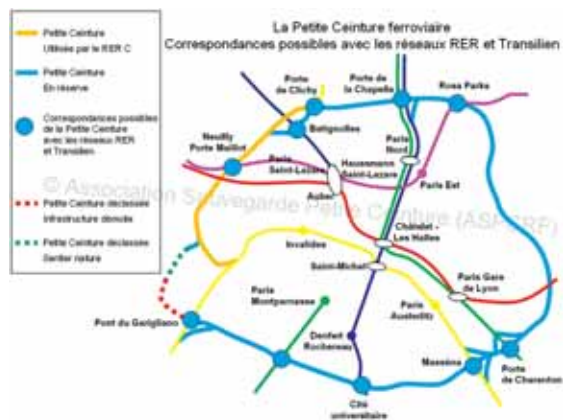 La Petite Ceinture ferroviaire
Correspondances possibles avec les réseaux RER et Transilien
Petite Ceinture
Utilisée par le RER C
Petite Ceinture
En réserve
Correspondances possibles
de la Petite Ceinture
avec les réseaux RER
et Transilien
Petite Ceinture déclassée
Infrastructure démolie
Petite Ceinture déclassée
Sentier nature
Porte
de Clichy
Porte de
la Chapelle
Rosa Parks
Batignolles
Neuilly
Porte Maillot
Paris
Saint-Lazare
Haussmann
Saint-Lazare
Paris
Nord
Paris Est
Auber
© Association Sauvegarde Petite Ceinture (ASPCRF)
Châtelet -
Les Halles
Invalides
Saint-Michel
Paris Gare
de Lyon
Paris
Montparnasse
Paris
Austerlitz
Pont du Garigliano
Denfert
Rochereau
Masséna
Porte
de Charenton
Cité
universitaire